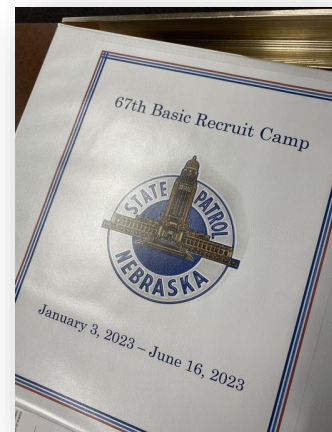 67th Basic Recruit Camp
STATE PATROL
NEBRASKA
January 3, 2023 – June 16, 2023